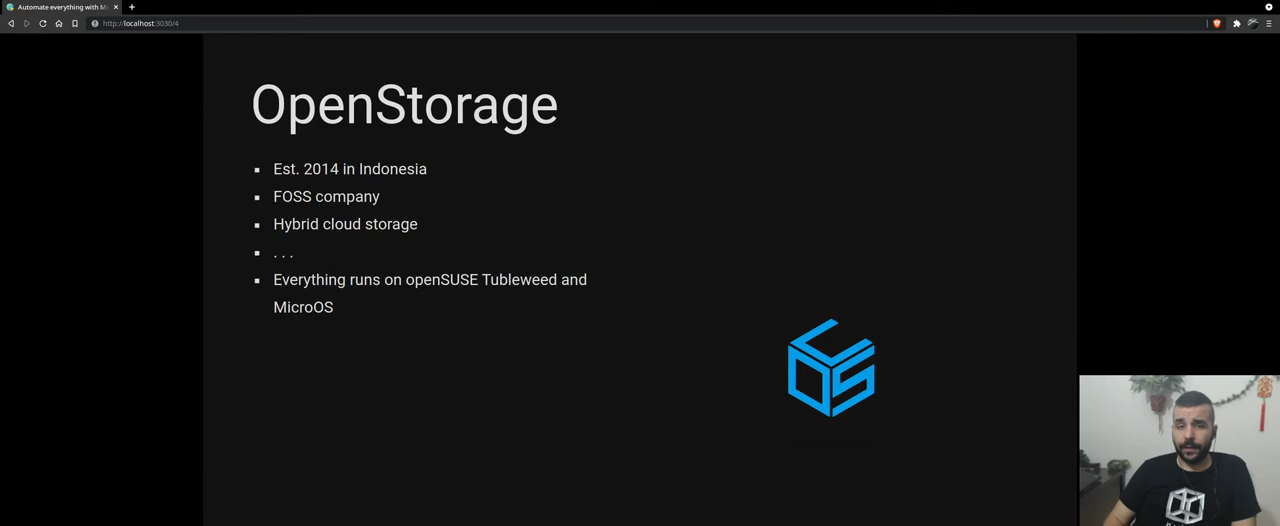 Automate everything with Mi
http://localhost:3030/4
OpenStorage
Est. 2014 in Indonesia
FOSS company
Hybrid cloud storage
. . .
Everything runs on openSUSE Tubleweed and
MicroOS